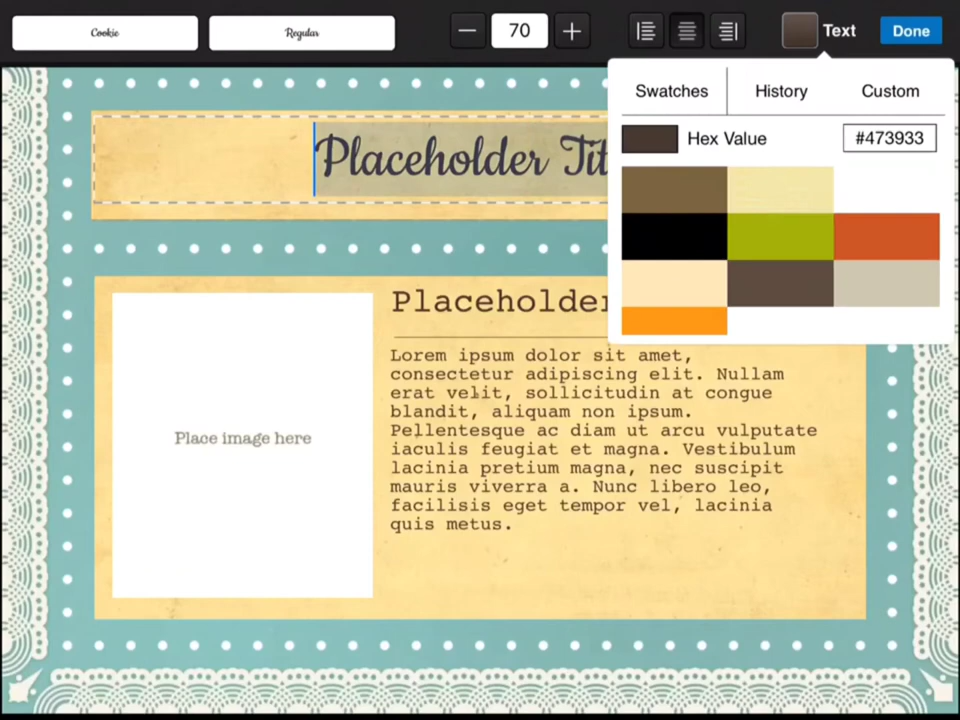 Cookie
Regular
70
Text
Done
Swatches
History
Custom
Hex Value
#473933
Placeholder Tit
Placeholder
Lorem ipsum dolor sit amet,
consectetur adipiscing elit. Nullam
erat velit, sollicitudin at congue
blandit, aliquam non ipsum.
Pellentesque ac diam ut arcu vulputate
iaculis feugiat et magna. Vestibulum
lacinia pretium magna, nec suscipit
mauris viverra a. Nunc libero leo,
facilisis eget tempor vel, lacinia
quis metus.
Place image here